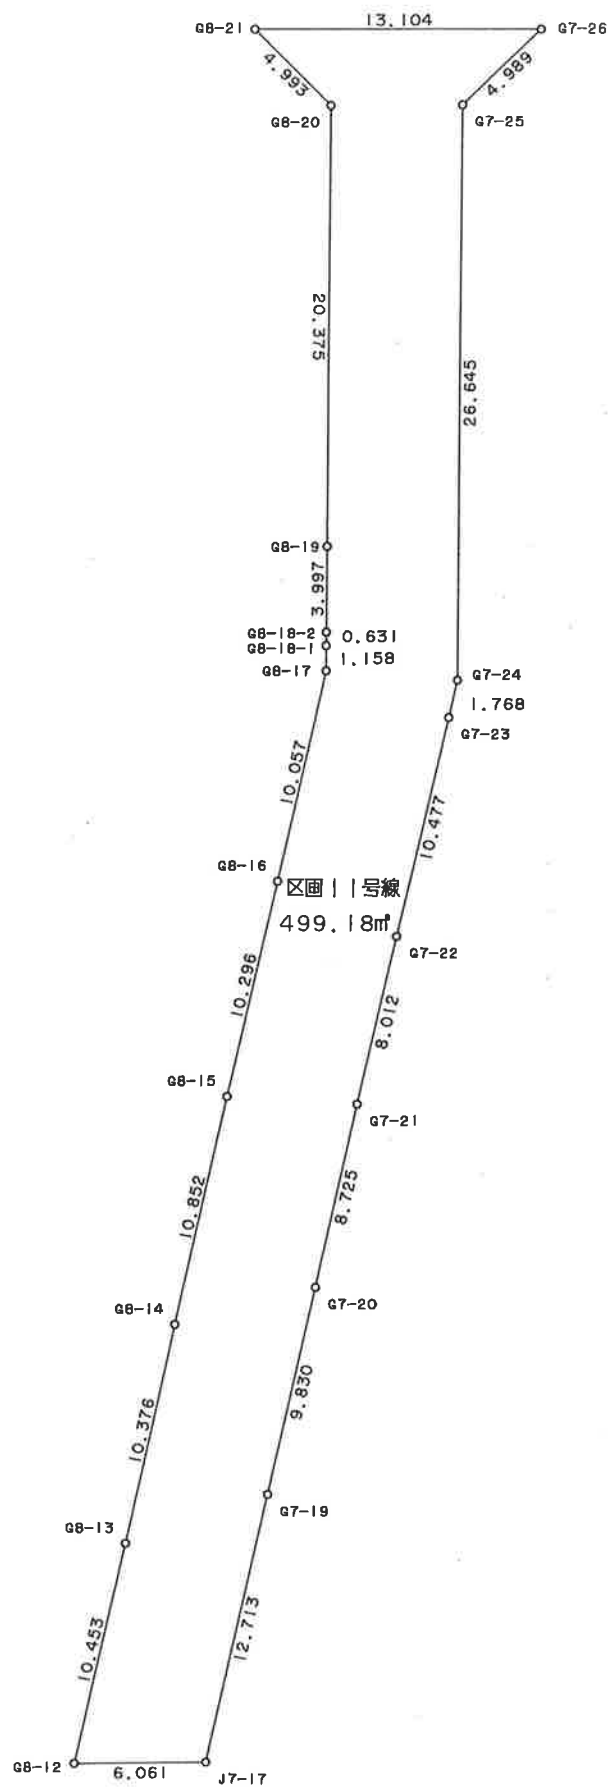 G8-21
13.104
G7-26
4.993
4.989
G8-20
G7-25
20.375
26.645
G8-19
3.997
G8-18-2
0.631
G8-18-1
1.158
G8-17
G7-24
1.768
G7-23
10.057
10.477
G8-16
区画11号線
499.18㎡
G7-22
10.296
8.012
G8-15
G7-21
10.852
8.725
G8-14
G7-20
10.376
9.830
G8-13
G7-19
10.453
12.713
G8-12
6.061
J7-17